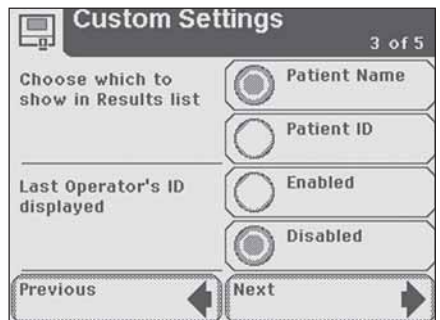 Custom Settings
3 of 5
Choose which to
show in Results list
Patient Name
Patient ID
Last Operator's ID
displayed
Enabled
Disabled
Previous
Next